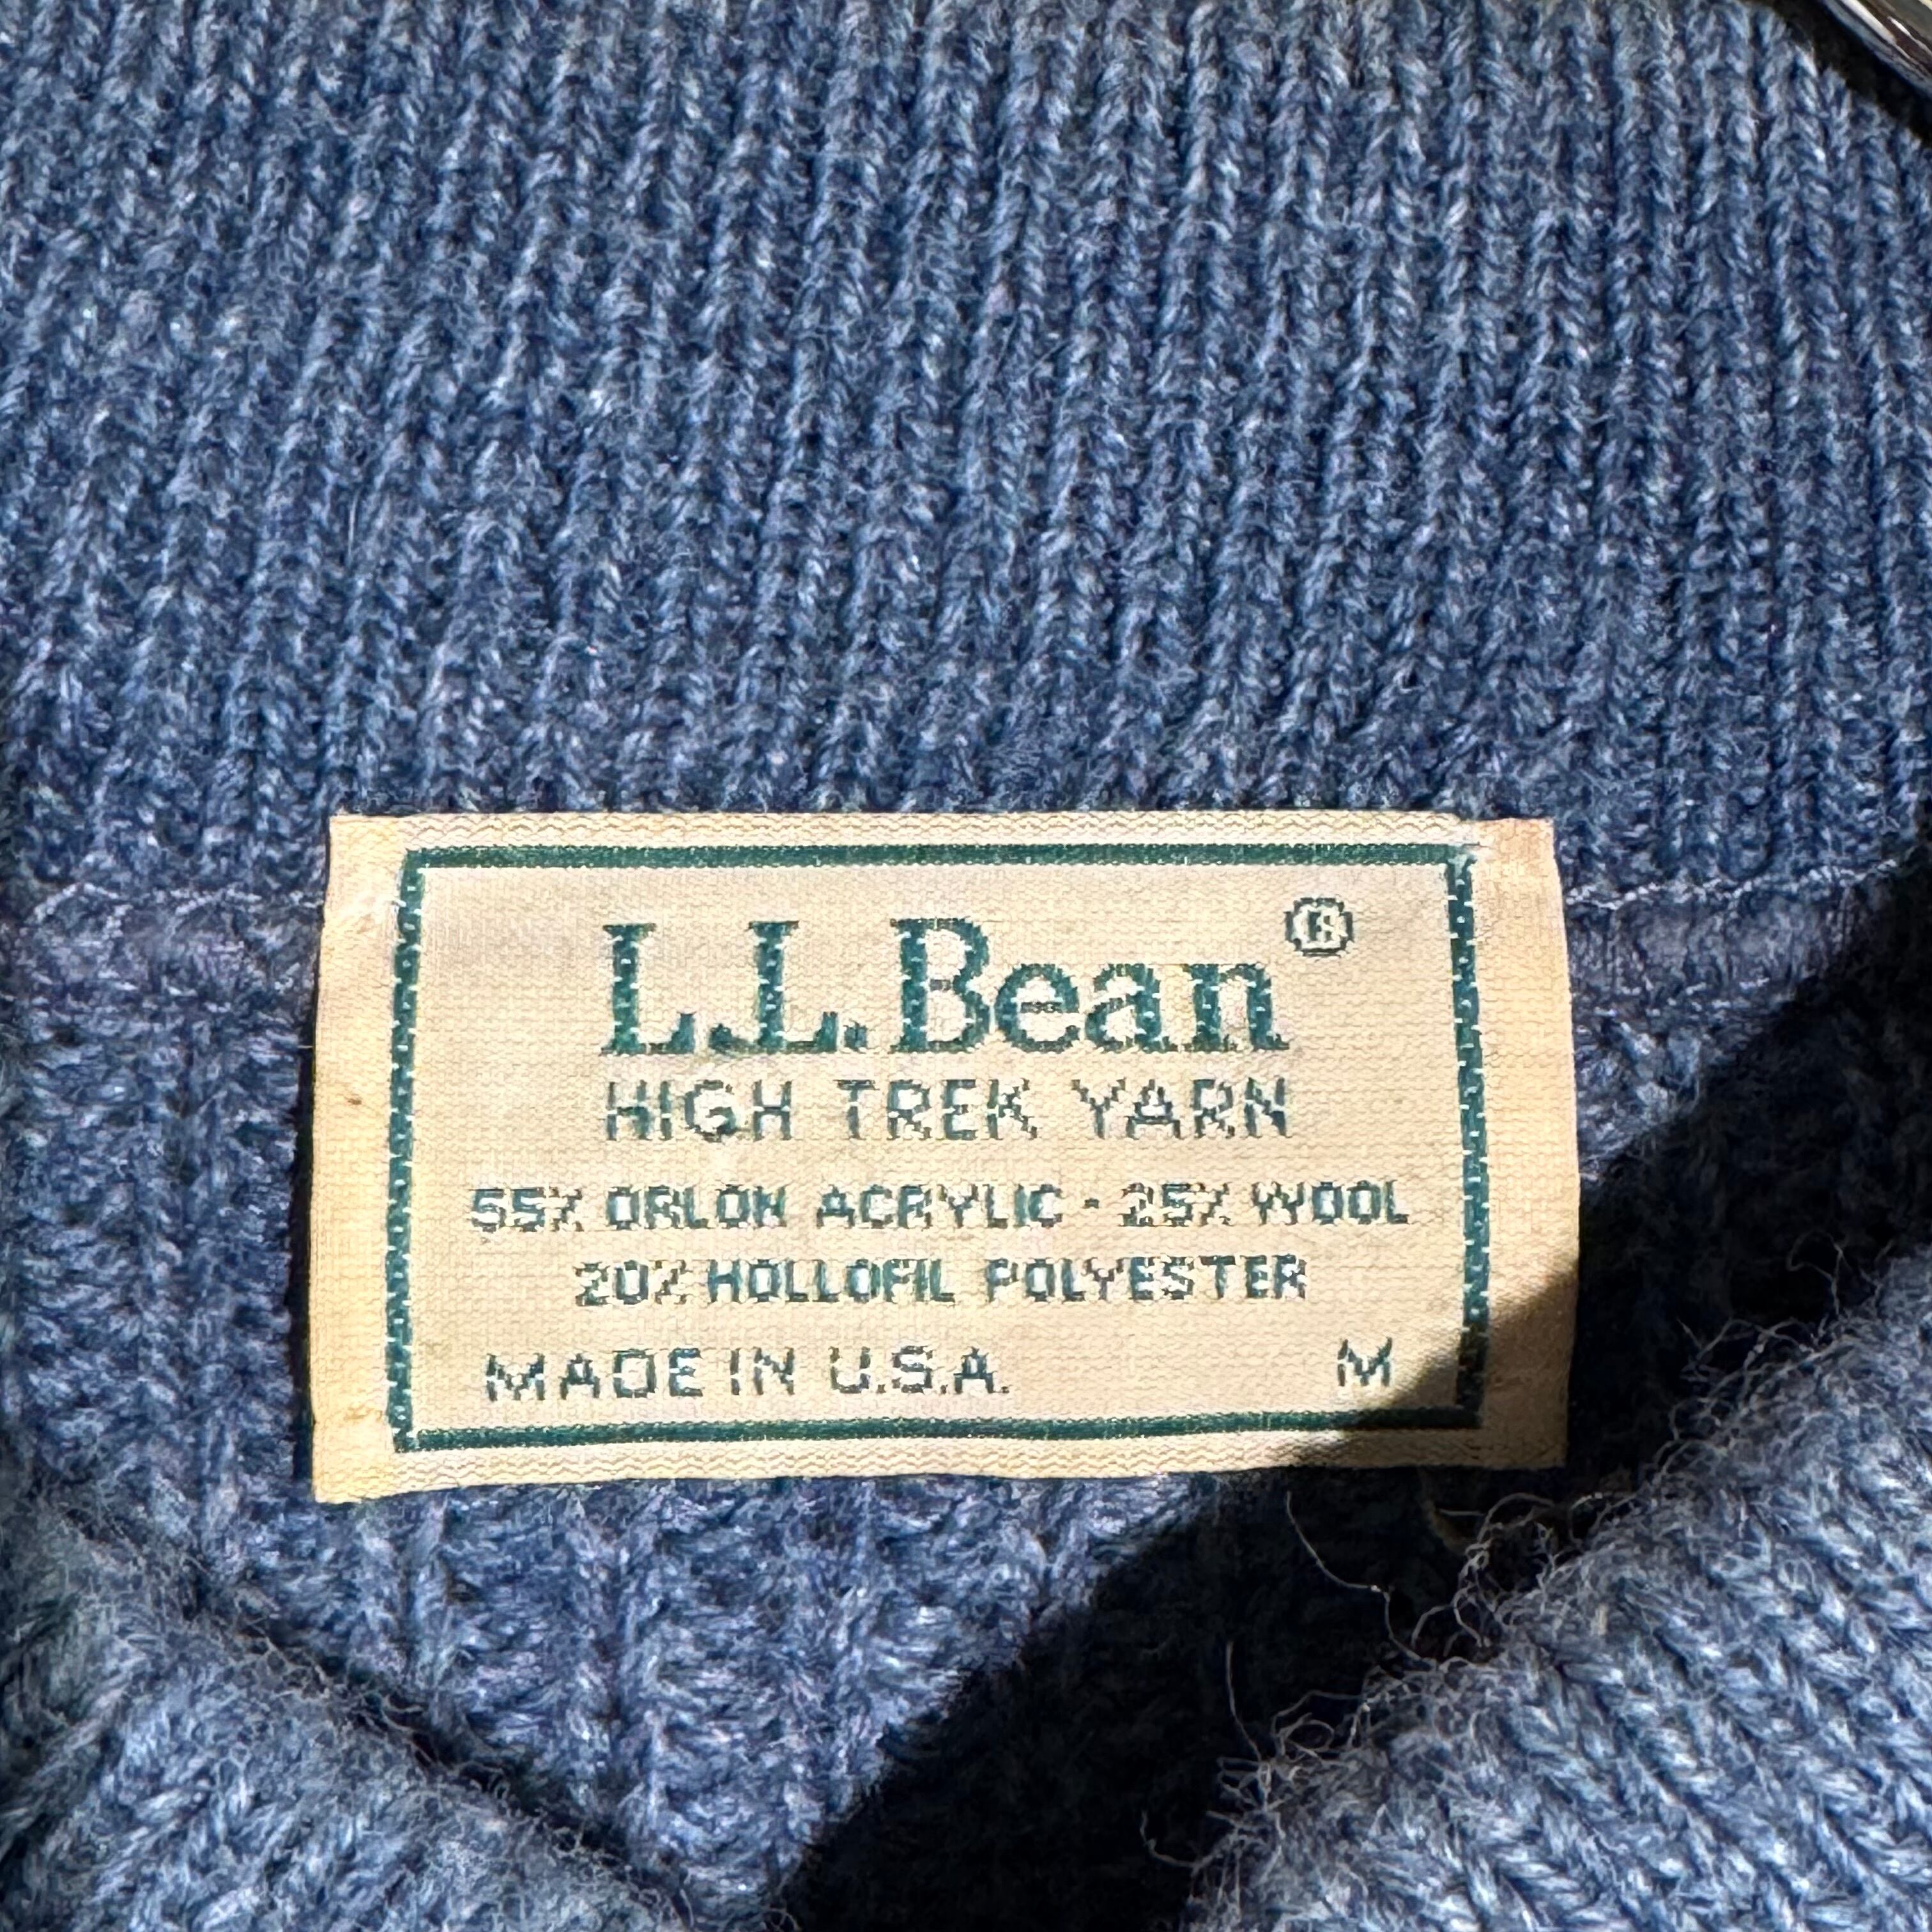 L.L.Bean®
HIGH TREK YARN
55% ORLON ACRYLIC · 25% WOOL
20% HOLLOFIL POLYESTER
MADE IN U.S.A. M